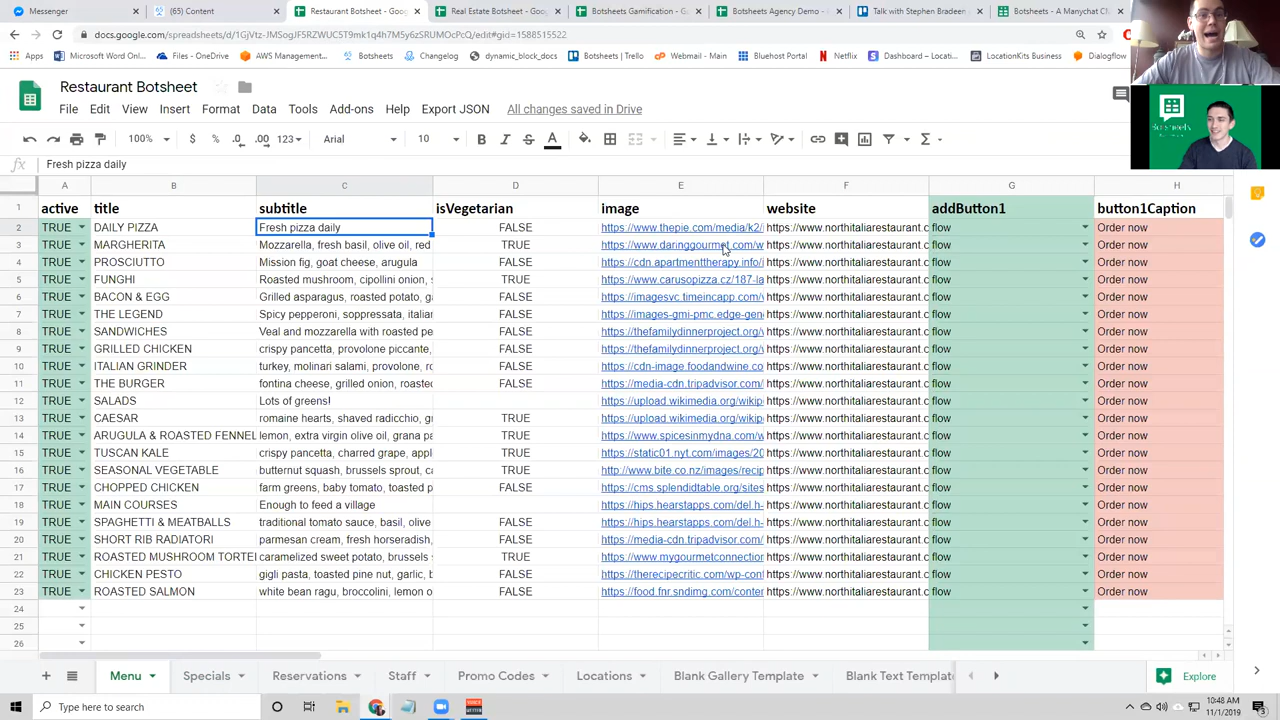 Messenger
(65) Content
Restaurant Botsheet - Goog
Real Estate Botsheet - Goog
Botsheets Gamification - Go
Botsheets Agency Demo - G
Talk with Stephen Bradeen
Botsheets - A Manychat Ch
docs.google.com/spreadsheets/d/
Apps
Microsoft Word Onl...
Files - OneDrive
AWS Management...
Botsheets
ChangeLog
dynamic_block_docs
Botsheets | Trello
Webmail - Main
Bluehost Portal
Netflix
Dashboard – Locati...
LocationKits Business
Dialogflow
Restaurant Botsheet
File Edit View Insert Format Data Tools Add-ons Help Export JSON All changes saved in Drive
100% $ % .0 .00 123 Arial 10 B I S A
Botsheets
fx Fresh pizza daily
A B C D E F G H
1 active title subtitle isVegetarian image website addButton1 button1Caption
2 TRUE DAILY PIZZA Fresh pizza daily FALSE https://www.thepie.com/media/k2/i https://www.northitaliarestaurant.c flow Order now
3 TRUE MARGHERITA Mozzarella, fresh basil, olive oil, red TRUE https://www.daringgourmet.com/w https://www.northitaliarestaurant.c flow Order now
4 TRUE PROSCIUTTO Mission fig, goat cheese, arugula FALSE https://cdn.apartmenttherapy.info/i https://www.northitaliarestaurant.c flow Order now
5 TRUE FUNGHI Roasted mushroom, cipollini onion, s TRUE https://www.carusopizza.cz/187-la https://www.northitaliarestaurant.c flow Order now
6 TRUE BACON & EGG Grilled asparagus, roasted potato, g FALSE https://imagesvc.timeincapp.com/v https://www.northitaliarestaurant.c flow Order now
7 TRUE THE LEGEND Spicy pepperoni, soppressata, italia FALSE https://images-gmi-pmc.edge-gene https://www.northitaliarestaurant.c flow Order now
8 TRUE SANDWICHES Veal and mozzarella with roasted pe FALSE https://thefamilydinnerproject.org/v https://www.northitaliarestaurant.c flow Order now
9 TRUE GRILLED CHICKEN crispy pancetta, provolone piccante, FALSE https://thefamilydinnerproject.org/v https://www.northitaliarestaurant.c flow Order now
10 TRUE ITALIAN GRINDER turkey, molinari salami, provolone, ro FALSE https://cdn-image.foodandwine.co https://www.northitaliarestaurant.c flow Order now
11 TRUE THE BURGER fontina cheese, grilled onion, roasted FALSE https://media-cdn.tripadvisor.com/ https://www.northitaliarestaurant.c flow Order now
12 TRUE SALADS Lots of greens! https://upload.wikimedia.org/wikip https://www.northitaliarestaurant.c flow Order now
13 TRUE CAESAR romaine hearts, shaved radicchio, gr TRUE https://upload.wikimedia.org/wikip https://www.northitaliarestaurant.c flow Order now
14 TRUE ARUGULA & ROASTED FENNEL lemon, extra virgin olive oil, grana pa TRUE https://www.spicesinmydna.com/w https://www.northitaliarestaurant.c flow Order now
15 TRUE TUSCAN KALE crispy pancetta, charred grape, apple TRUE https://static01.nyt.com/images/20 https://www.northitaliarestaurant.c flow Order now
16 TRUE SEASONAL VEGETABLE butternut squash, brussels sprout, c TRUE http://www.bite.co.nz/images/recip https://www.northitaliarestaurant.c flow Order now
17 TRUE CHOPPED CHICKEN farm greens, baby tomato, toasted p FALSE https://cms.splendidtable.org/sites https://www.northitaliarestaurant.c flow Order now
18 TRUE MAIN COURSES Enough to feed a village https://hips.hearstapps.com/del.h- https://www.northitaliarestaurant.c flow Order now
19 TRUE SPAGHETTI & MEATBALLS traditional tomato sauce, basil, olive FALSE https://hips.hearstapps.com/del.h- https://www.northitaliarestaurant.c flow Order now
20 TRUE SHORT RIB RADIATORI parmesan cream, fresh horseradish, FALSE https://media-cdn.tripadvisor.com/ https://www.northitaliarestaurant.c flow Order now
21 TRUE ROASTED MUSHROOM TORTE caramelized sweet potato, brussels TRUE https://www.mygourmetconnection https://www.northitaliarestaurant.c flow Order now
22 TRUE CHICKEN PESTO gigli pasta, toasted pine nut, garlic, b FALSE https://therecipecritic.com/wp-cont https://www.northitaliarestaurant.c flow Order now
23 TRUE ROASTED SALMON white bean ragu, broccolini, lemon o FALSE https://food.fnr.sndimg.com/conten https://www.northitaliarestaurant.c flow Order now
24
25
26
Menu Specials Reservations Staff Promo Codes Locations Blank Gallery Template Blank Text Templat Explore
Type here to search
10:48 AM
11/1/2019
3